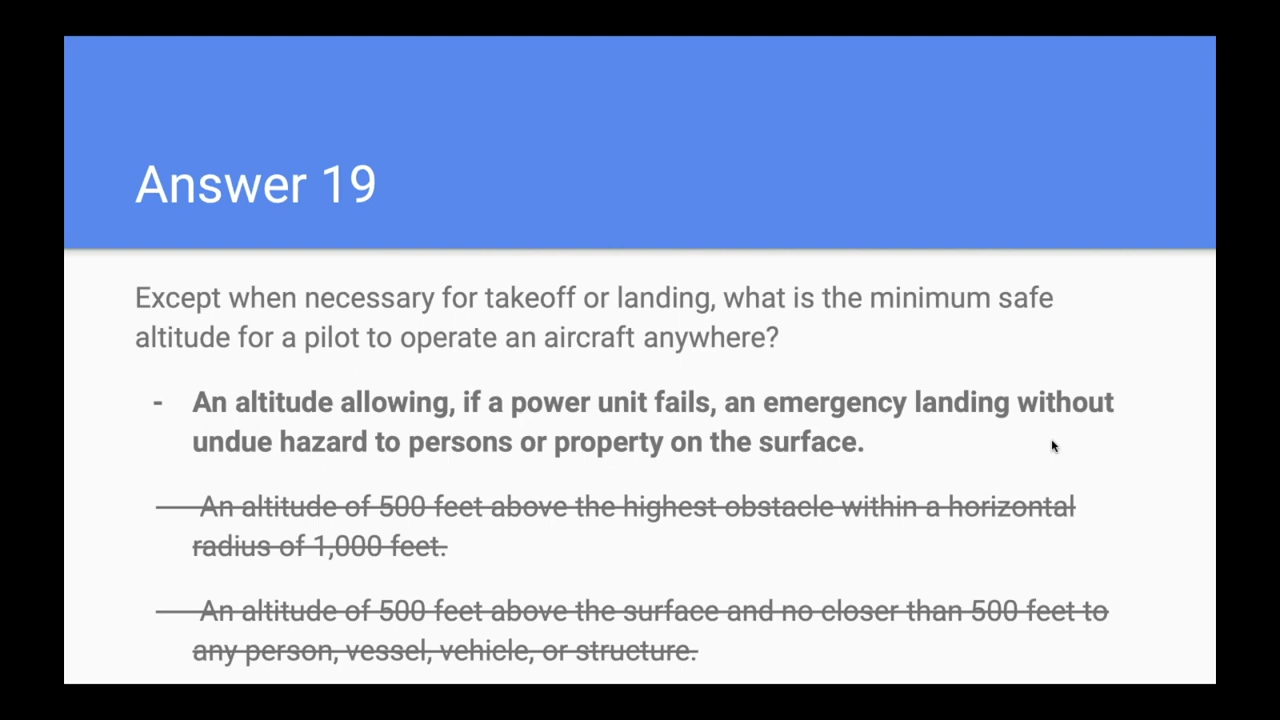 Answer 19
Except when necessary for takeoff or landing, what is the minimum safe
altitude for a pilot to operate an aircraft anywhere?
- An altitude allowing, if a power unit fails, an emergency landing without
undue hazard to persons or property on the surface.
- An altitude of 500 feet above the highest obstacle within a horizontal
radius of 1,000 feet.
- An altitude of 500 feet above the surface and no closer than 500 feet to
any person, vessel, vehicle, or structure.